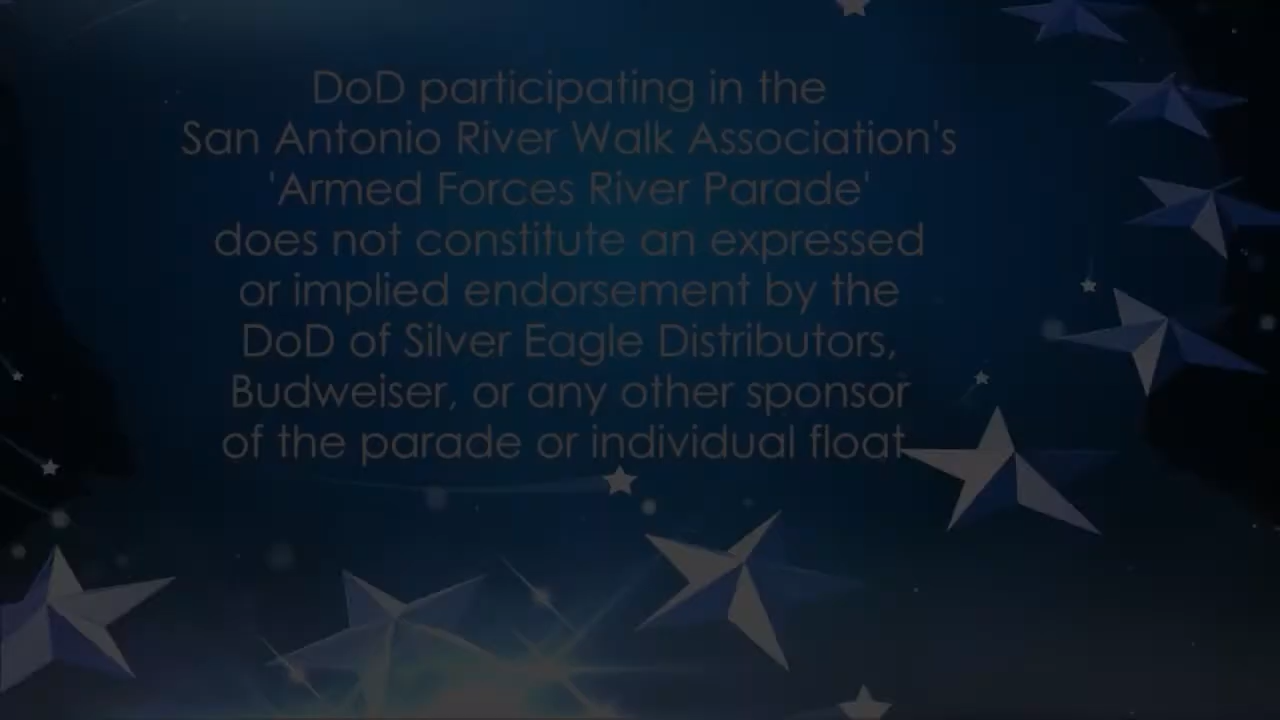 DoD participating in the
San Antonio River Walk Association's
'Armed Forces River Parade'
does not constitute an expressed
or implied endorsement by the
DoD of Silver Eagle Distributors,
Budweiser, or any other sponsor
of the parade or individual float